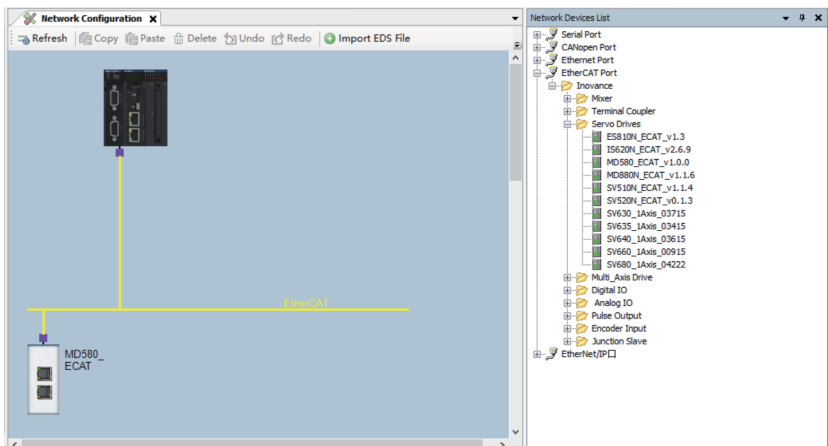 Network Configuration
Refresh Copy Paste Delete Undo Redo Import EDS File
EtherCAT
MD580_
ECAT
Network Devices List
Serial Port
CANopen Port
Ethernet Port
EtherCAT Port
Inovance
Mixer
Terminal Coupler
Servo Drives
ES810N_ECAT_v1.3
IS620N_ECAT_v2.6.9
MD580_ECAT_v1.0.0
MD880N_ECAT_v1.1.6
SV510N_ECAT_v1.1.4
SV520N_ECAT_v0.1.3
SV630_1Axis_03715
SV635_1Axis_03415
SV640_1Axis_03615
SV660_1Axis_00915
SV680_1Axis_04222
Multi_Axis Drive
Digital IO
Analog IO
Pulse Output
Encoder Input
Junction Slave
EtherNet/IP口